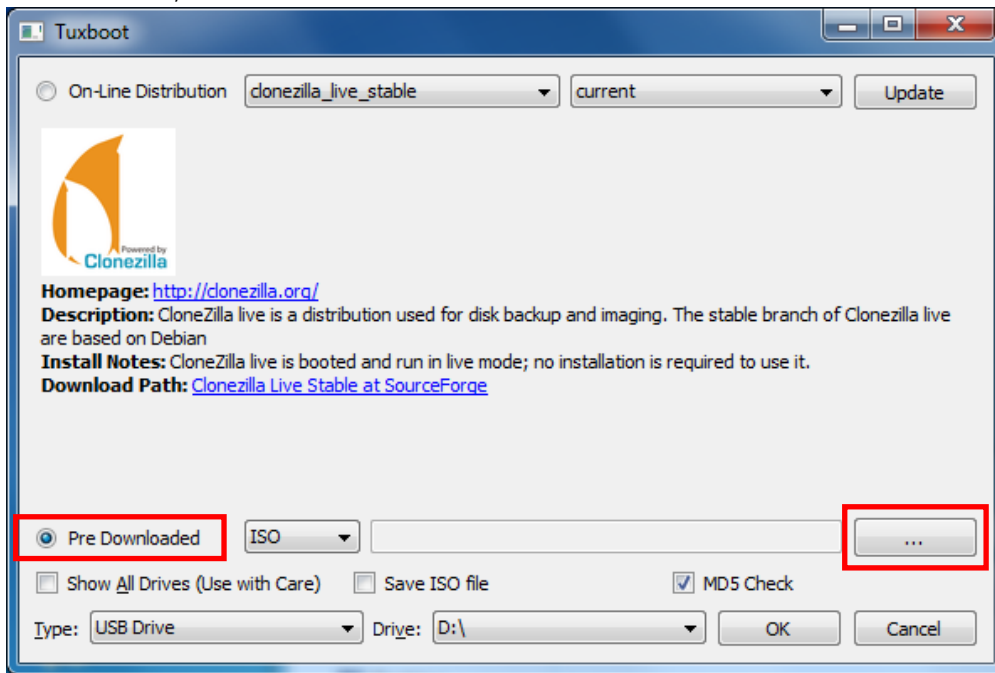 Tuxboot
On-Line Distribution clonezilla_live_stable current Update
Powered by
Clonezilla
Homepage: http://clonezilla.org/
Description: CloneZilla live is a distribution used for disk backup and imaging. The stable branch of Clonezilla live
are based on Debian
Install Notes: CloneZilla live is booted and run in live mode; no installation is required to use it.
Download Path: Clonezilla Live Stable at SourceForge
Pre Downloaded ISO ...
Show All Drives (Use with Care) Save ISO file MD5 Check
Type: USB Drive Drive: D:\ OK Cancel